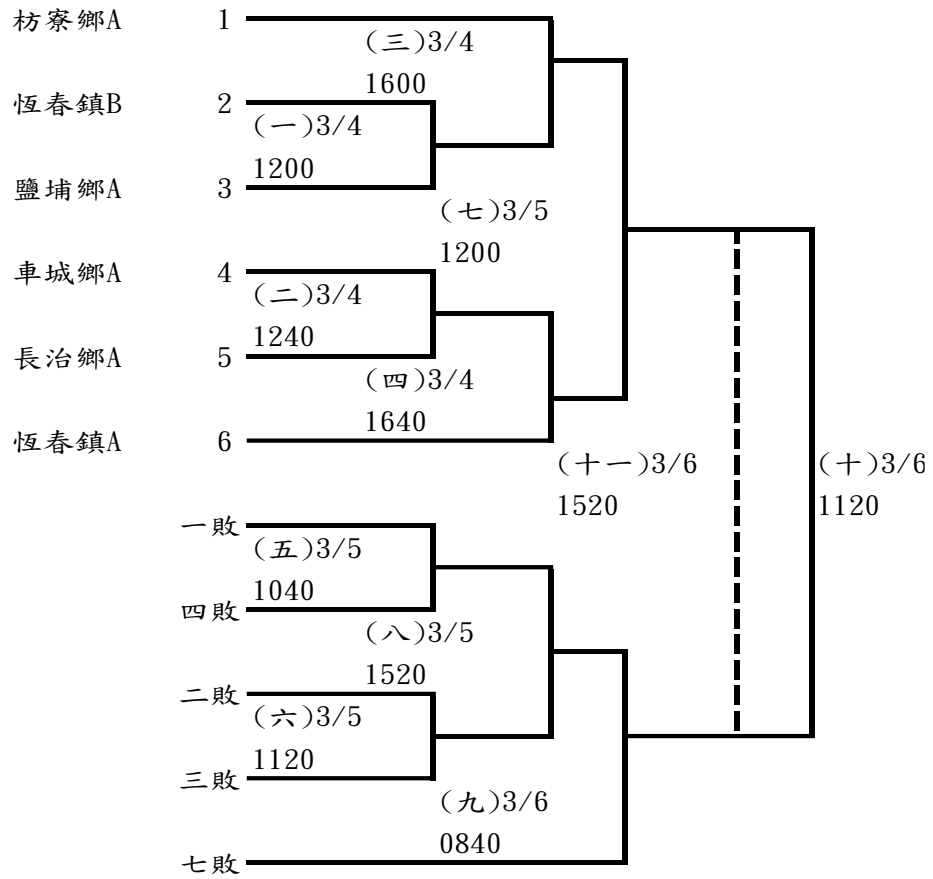 枋寮鄉A 1
(三)3/4
1600
恆春鎮B 2
(一)3/4
1200
鹽埔鄉A 3
(七)3/5
1200
車城鄉A 4
(二)3/4
1240
長治鄉A 5
(四)3/4
1640
恆春鎮A 6
(十一)3/6
1520
(十)3/6
1120
一敗
(五)3/5
1040
四敗
(八)3/5
1520
二敗
(六)3/5
1120
三敗
(九)3/6
0840
七敗